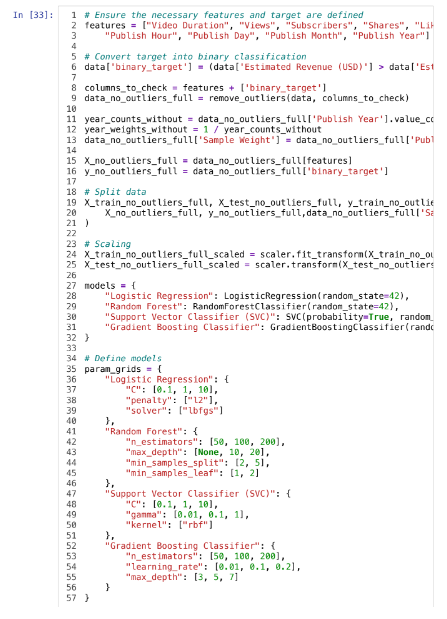 In [33]:
1 # Ensure the necessary features and target are defined
2 features = ["Video Duration", "Views", "Subscribers", "Shares",
3 "Publish Hour", "Publish Day", "Publish Month", "Publish Year"]
4
5 # Convert target into binary classification
6 data['binary_target'] = (data['Estimated Revenue (USD)'] > data['Est
7
8 columns_to_check = features + ['binary_target']
9 data_no_outliers_full = remove_outliers(data, columns_to_check)
10
11 year_counts_without = data_no_outliers_full['Publish Year'].value_co
12 year_weights_without = 1 / year_counts_without
13 data_no_outliers_full['Sample Weight'] = data_no_outliers_full['Publ
14
15 X_no_outliers_full = data_no_outliers_full[features]
16 y_no_outliers_full = data_no_outliers_full['binary_target']
17
18 # Split data
19 X_train_no_outliers_full, X_test_no_outliers_full, y_train_no_outlie
20 X_no_outliers_full, y_no_outliers_full,data_no_outliers_full['Sa
21 )
22
23 # Scaling
24 X_train_no_outliers_full_scaled = scaler.fit_transform(X_train_no_ou
25 X_test_no_outliers_full_scaled = scaler.transform(X_test_no_outliers
26
27 models = {
28 "Logistic Regression": LogisticRegression(random_state=42),
29 "Random Forest": RandomForestClassifier(random_state=42),
30 "Support Vector Classifier (SVC)": SVC(probability=True, random_
31 "Gradient Boosting Classifier": GradientBoostingClassifier(rando
32 }
33
34 # Define models
35 param_grids = {
36 "Logistic Regression": {
37 "C": [0.1, 1, 10],
38 "penalty": ["l2"],
39 "solver": ["lbfgs"]
40 },
41 "Random Forest": {
42 "n_estimators": [50, 100, 200],
43 "max_depth": [None, 10, 20],
44 "min_samples_split": [2, 5],
45 "min_samples_leaf": [1, 2]
46 },
47 "Support Vector Classifier (SVC)": {
48 "C": [0.1, 1, 10],
49 "gamma": [0.01, 0.1, 1],
50 "kernel": ["rbf"]
51 },
52 "Gradient Boosting Classifier": {
53 "n_estimators": [50, 100, 200],
54 "learning_rate": [0.01, 0.1, 0.2],
55 "max_depth": [3, 5, 7]
56 }
57 }